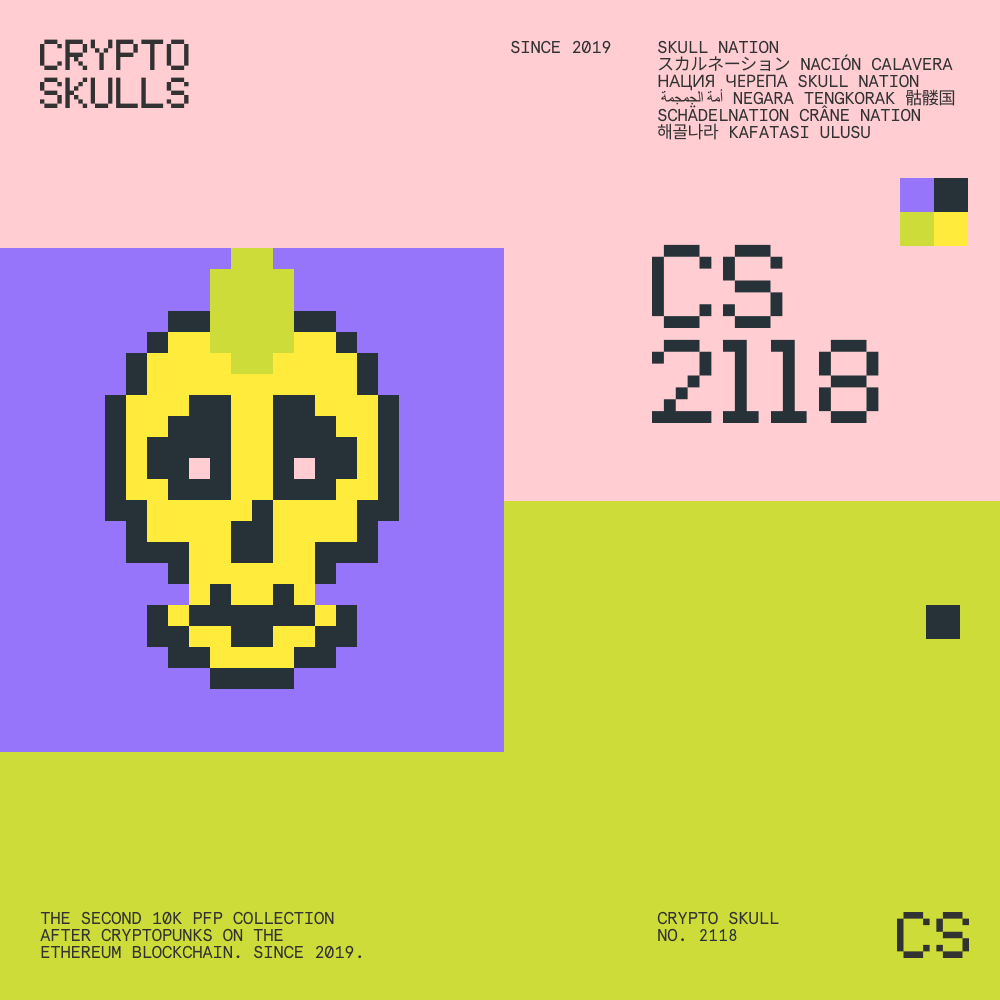 CRYPTO
SKULLS
SINCE 2019
SKULL NATION
スカルネーション NACIÓN CALAVERA
НАЦИЯ ЧЕРЕПА SKULL NATION
أمة الجمجمة NEGARA TENGKORAK 骷髅国
SCHÄDELNATION CRÂNE NATION
해골나라 KAFATASI ULUSU
CS
2118
THE SECOND 10K PFP COLLECTION
AFTER CRYPTOPUNKS ON THE
ETHEREUM BLOCKCHAIN. SINCE 2019.
CRYPTO SKULL
NO. 2118
CS